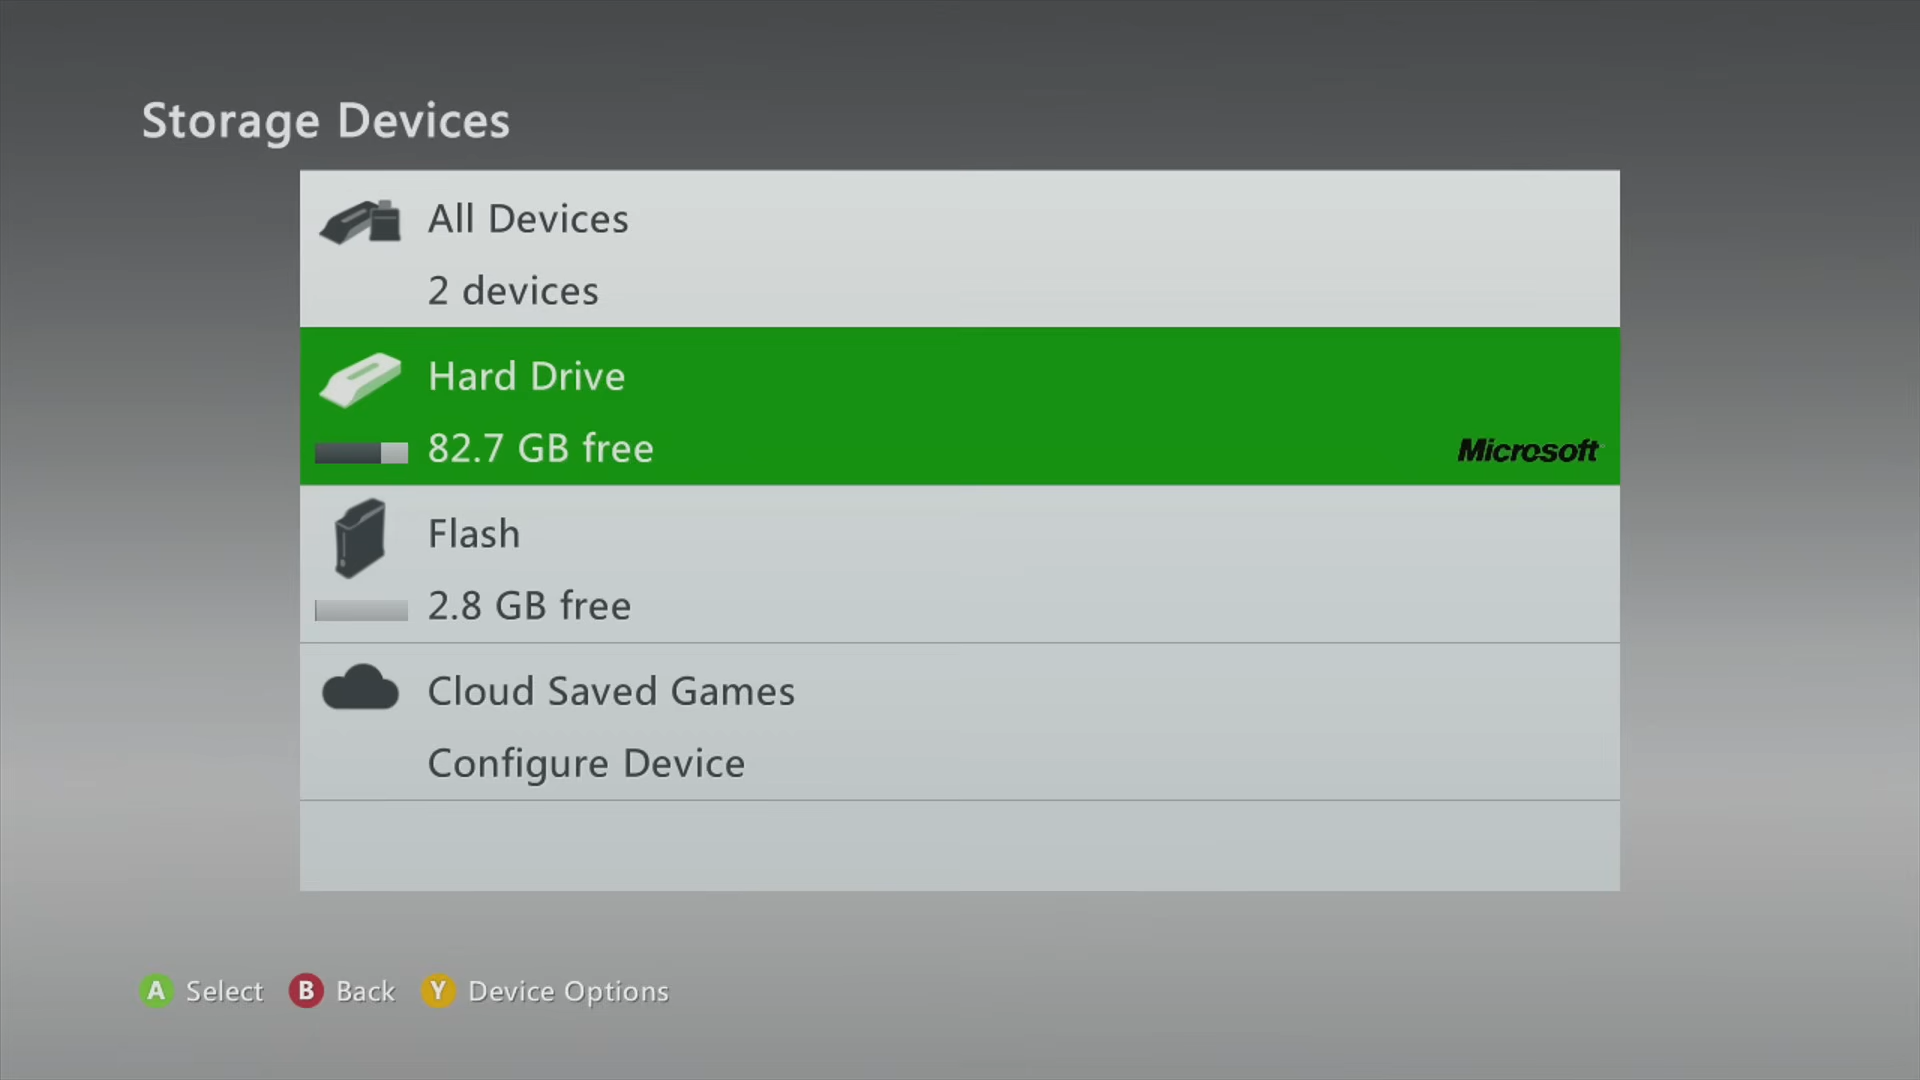 Storage Devices
All Devices
2 devices
Hard Drive
82.7 GB free
Microsoft
Flash
2.8 GB free
Cloud Saved Games
Configure Device
A Select B Back Y Device Options